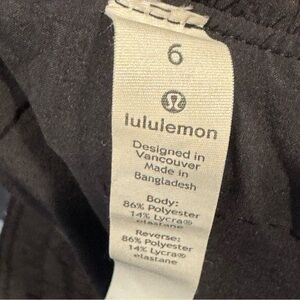 6
lululemon
Designed in
Vancouver
Made in
Bangladesh
Body:
86% Polyester
14% Lycra®
elastane
Reverse:
86% Polyester
14% Lycra®
elastane